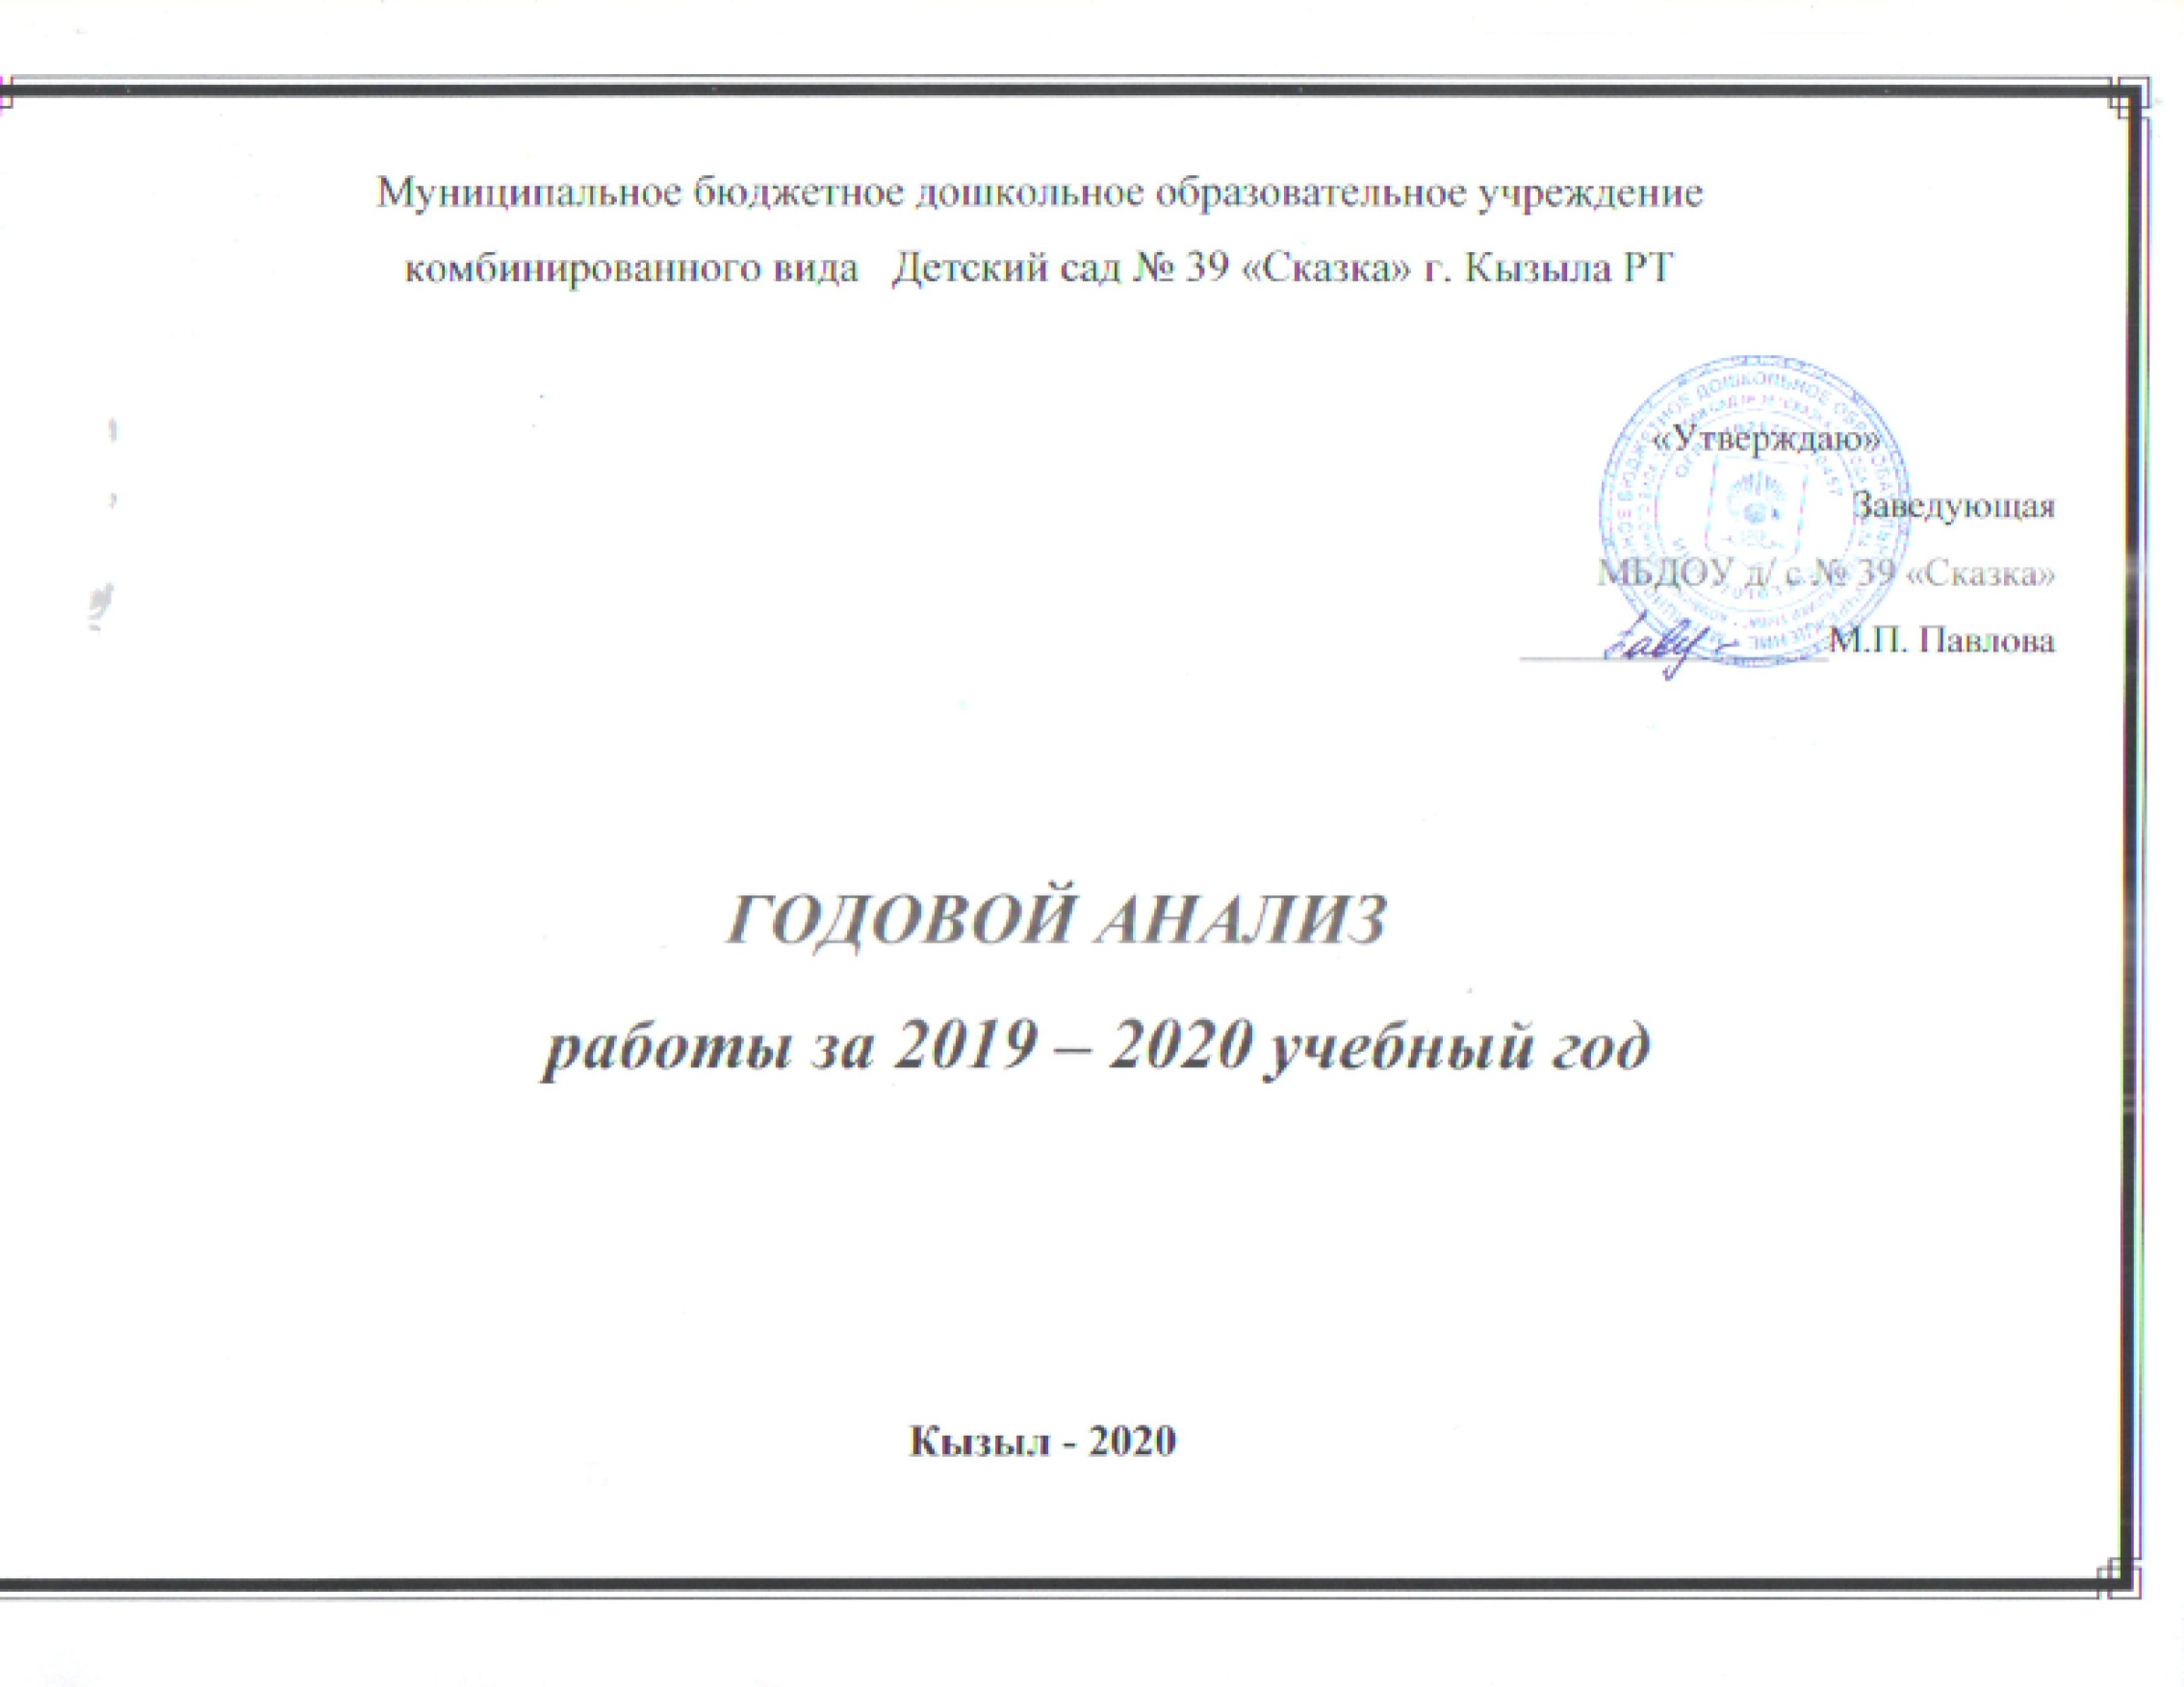 Муниципальное бюджетное дошкольное образовательное учреждение
комбинированного вида Детский сад № 39 «Сказка» г. Кызыла РТ
«Утверждаю»
Заведующая
МБДОУ д/ с № 39 «Сказка»
М.П. Павлова
ГОДОВОЙ АНАЛИЗ
работы за 2019 – 2020 учебный год
Кызыл - 2020